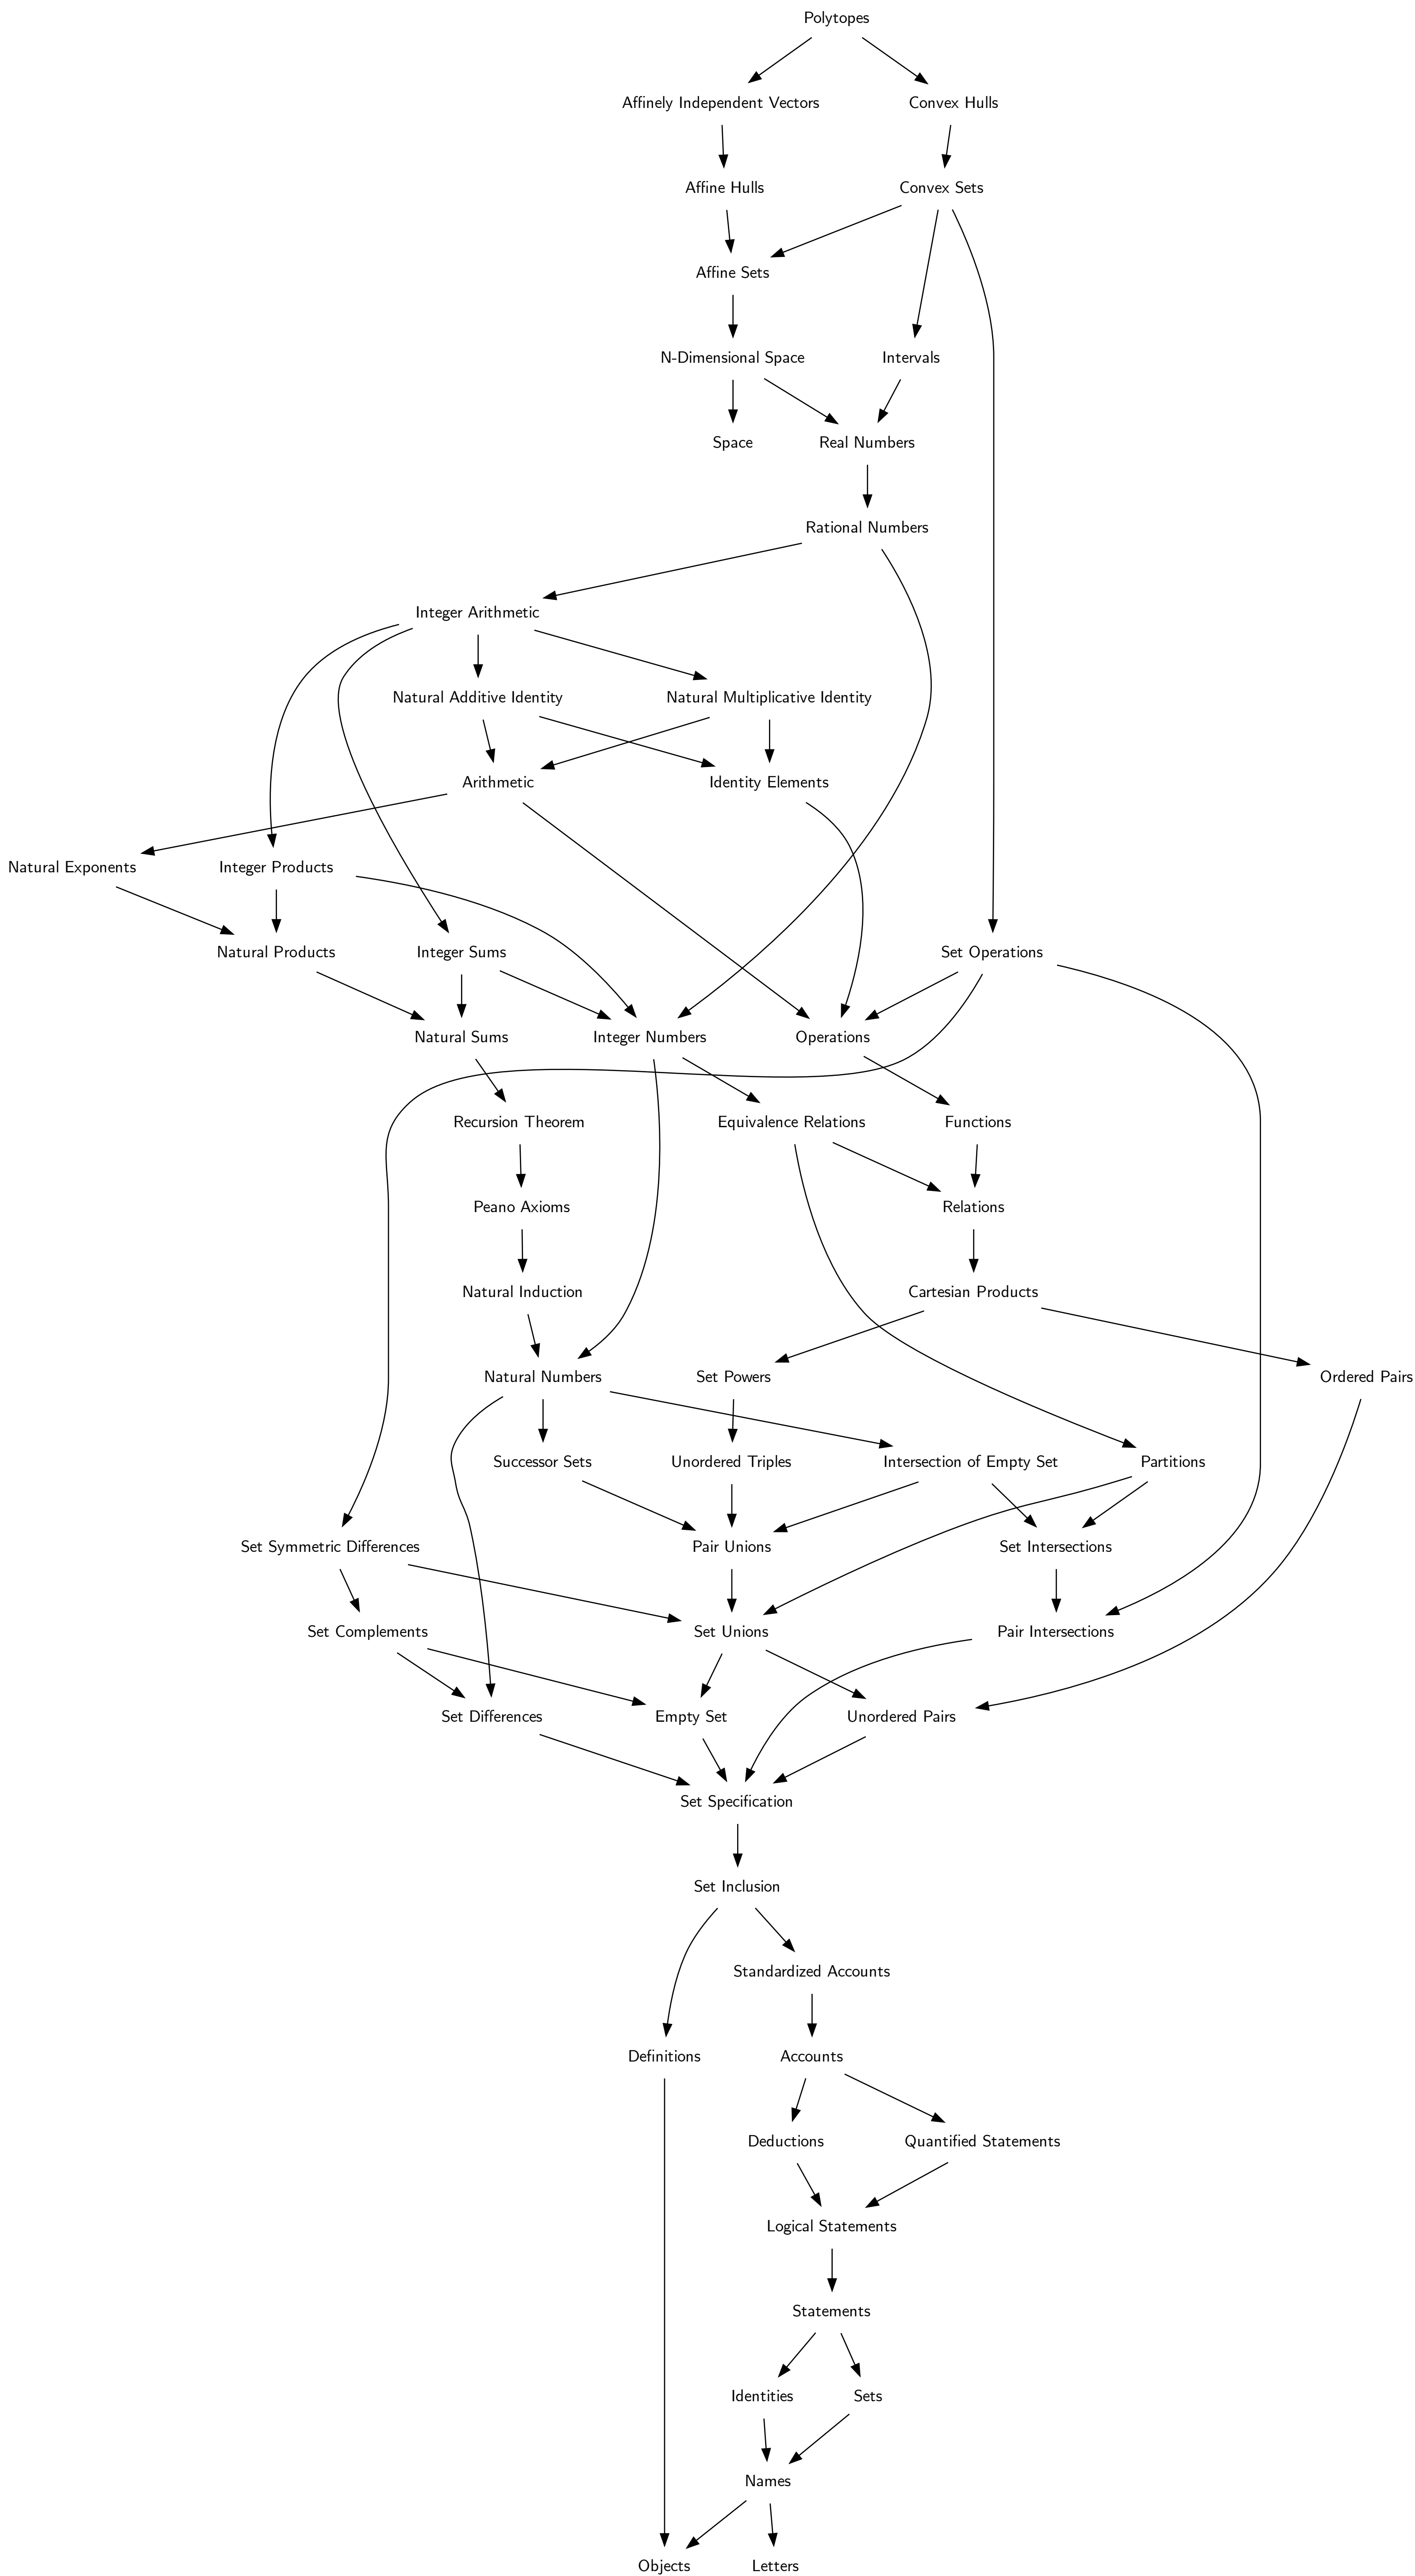 Polytopes
Affinely Independent Vectors
Convex Hulls
Affine Hulls
Convex Sets
Affine Sets
N-Dimensional Space
Intervals
Space
Real Numbers
Rational Numbers
Integer Arithmetic
Natural Additive Identity
Natural Multiplicative Identity
Arithmetic
Identity Elements
Natural Exponents
Integer Products
Natural Products
Integer Sums
Set Operations
Natural Sums
Integer Numbers
Operations
Recursion Theorem
Equivalence Relations
Functions
Peano Axioms
Relations
Natural Induction
Cartesian Products
Natural Numbers
Set Powers
Ordered Pairs
Successor Sets
Unordered Triples
Intersection of Empty Set
Partitions
Set Symmetric Differences
Pair Unions
Set Intersections
Set Complements
Set Unions
Pair Intersections
Set Differences
Empty Set
Unordered Pairs
Set Specification
Set Inclusion
Standardized Accounts
Definitions
Accounts
Deductions
Quantified Statements
Logical Statements
Statements
Identities
Sets
Names
Objects
Letters